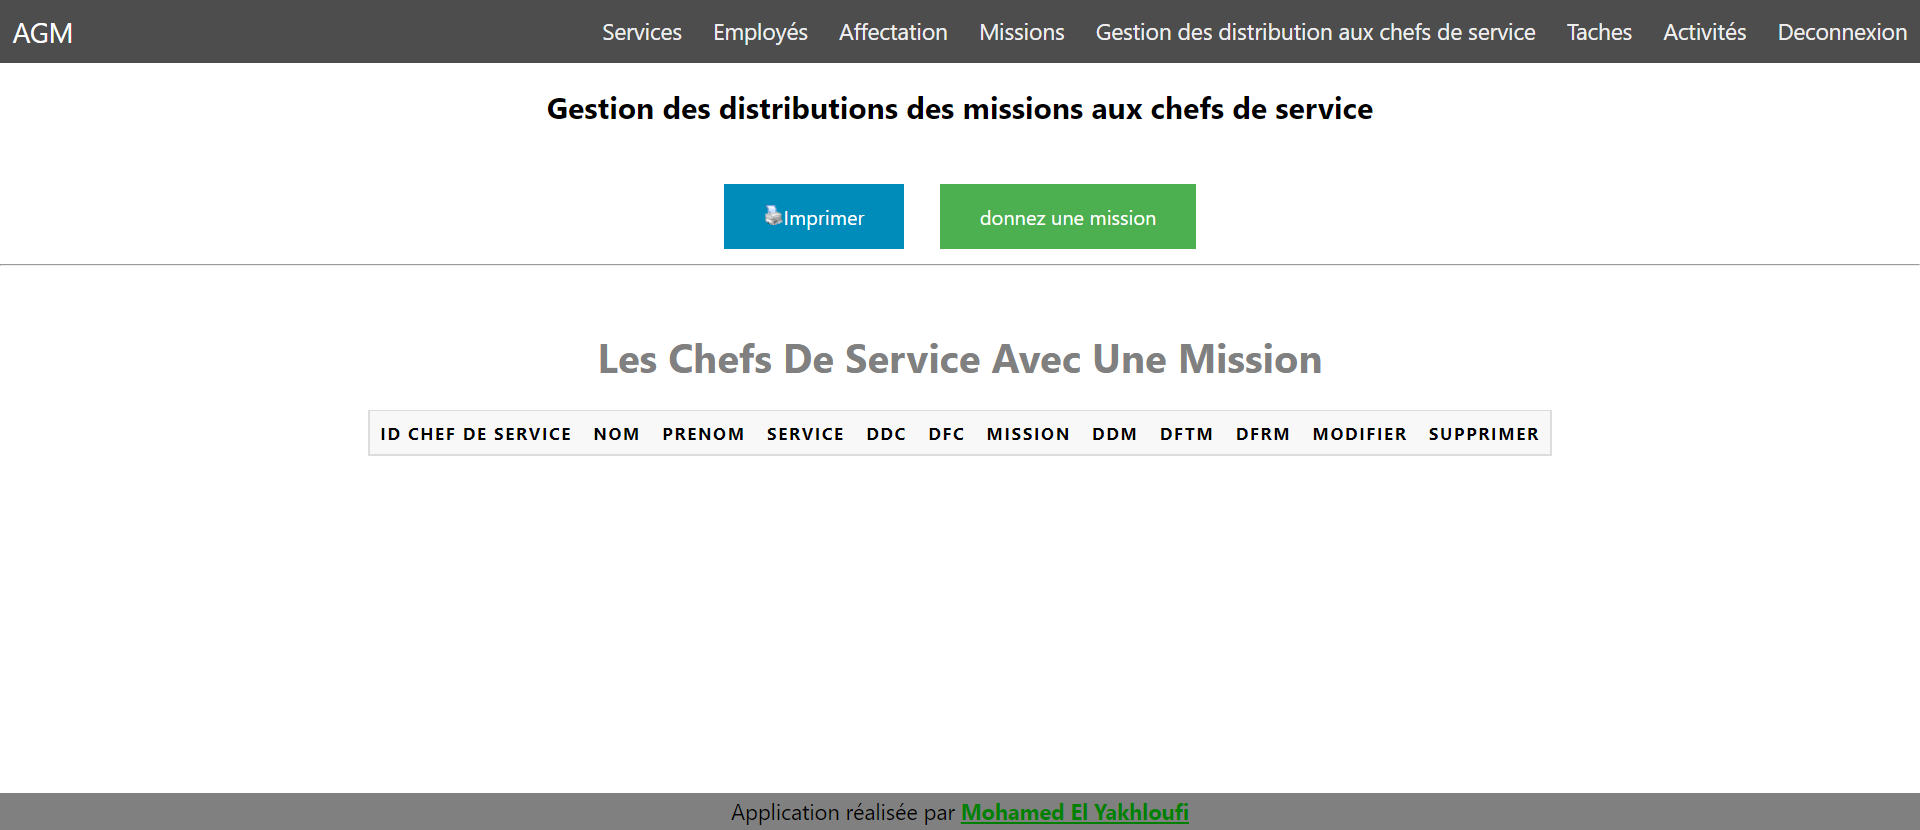 AGM Services Employés Affectation Missions Gestion des distribution aux chefs de service Taches Activités Deconnexion
Gestion des distributions des missions aux chefs de service
Imprimer donnez une mission
Les Chefs De Service Avec Une Mission
ID CHEF DE SERVICE NOM PRENOM SERVICE DDC DFC MISSION DDM DFTM DFRM MODIFIER SUPPRIMER
Application réalisée par Mohamed El Yakhloufi